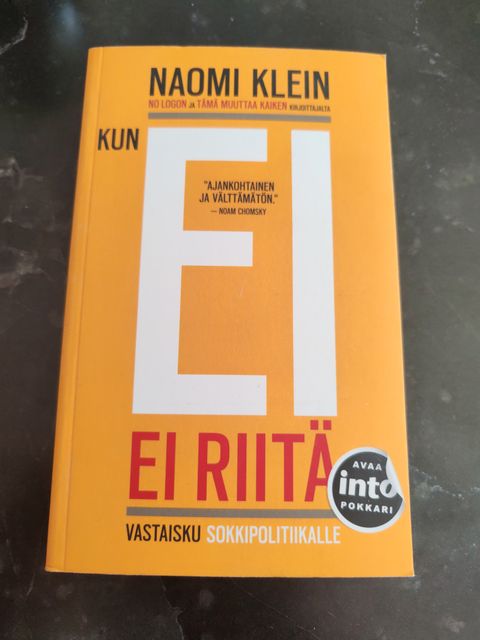 NAOMI KLEIN
NO LOGON JA TÄMÄ MUUTTAA KAIKEN KIRJOITTAJALTA
KUN
EI
"AJANKOHTAINEN
JA VÄLTTÄMÄTÖN."
— NOAM CHOMSKY
EI RIITÄ
AVAA
into
POKKARI
VASTAISKU SOKKIPOLITIIKALLE